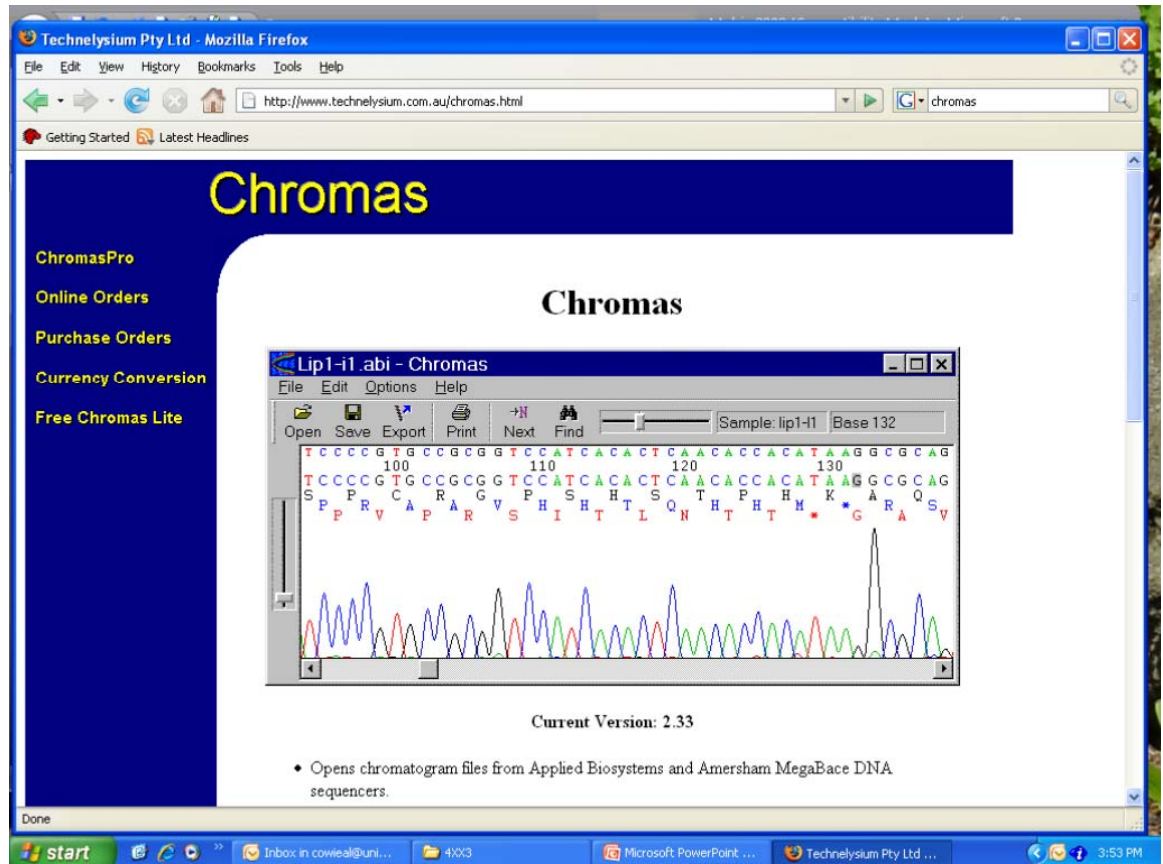 Technelysium Pty Ltd - Mozilla Firefox
File Edit View History Bookmarks Tools Help
http://www.technelysium.com.au/chromas.html
G chromas
Getting Started Latest Headlines
Chromas
ChromasPro
Online Orders
Purchase Orders
Currency Conversion
Free Chromas Lite
Chromas
Lip1-i1.abi - Chromas
File Edit Options Help
Open Save Export Print Next Find Sample: lip1-I1 Base 132
T C C C C G T G C C G C G G T C C A T C A C A C T C A A C A C C A C A T A A G G C G C A G
100 110 120 130
T C C C C G T G C C G C G G T C C A T C A C A C T C A A C A C C A C A T A A G G C G C A G
S P C R G P S H S T P H K A Q
P R A A V H H T Q H H M * R S
P V P R S I T L N T T * G A V
Current Version: 2.33
• Opens chromatogram files from Applied Biosystems and Amersham MegaBace DNA
sequencers.
Done
start Inbox in cowieal@uni... 4XX3 Microsoft PowerPoint ... Technelysium Pty Ltd ... 3:53 PM